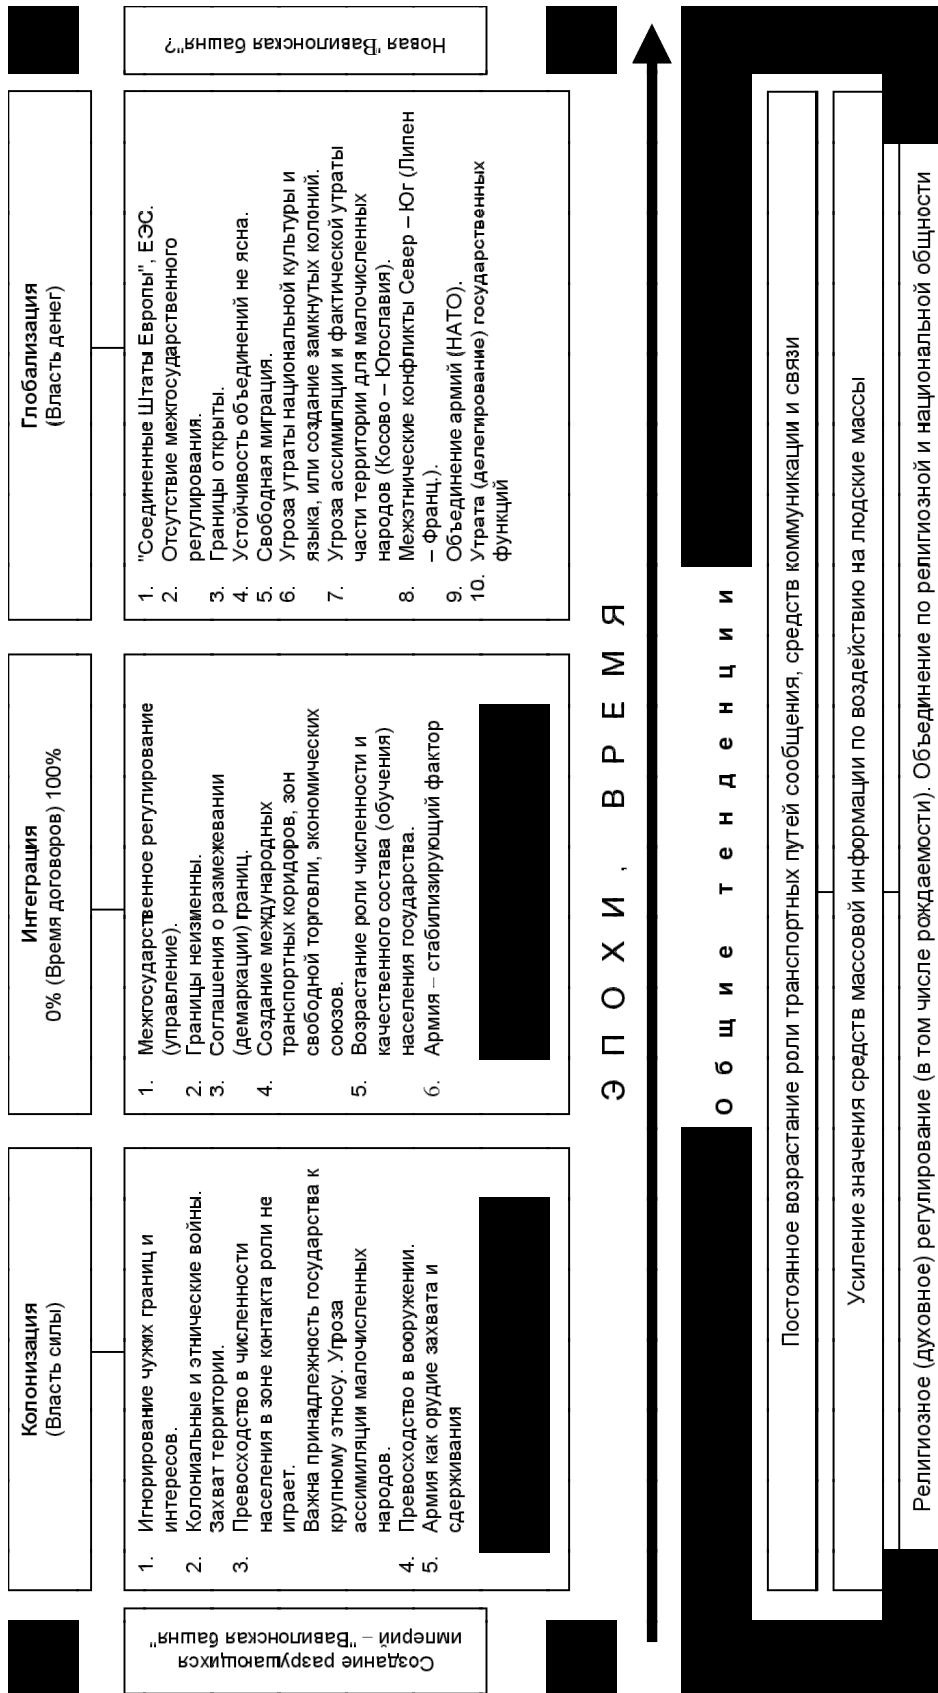 Создание разрушающихся
империй – "Вавилонская башня"
Колонизация
(Власть силы)
1. Игнорирование чужих границ и
интересов.
2. Колониальные и этнические войны.
Захват территории.
3. Превосходство в численности
населения в зоне контакта роли не
играет.
Важна принадлежность государства к
крупному этносу. Угроза
ассимиляции малочисленных
народов.
4. Превосходство в вооружении.
5. Армия как орудие захвата и
сдерживания
Интеграция
0% (Время договоров) 100%
1. Межгосударственное регулирование
(управление).
2. Границы неизменны.
3. Соглашения о размежевании
(демаркации) границ.
4. Создание международных
транспортных коридоров, зон
свободной торговли, экономических
союзов.
5. Возрастание роли численности и
качественного состава (обучения)
населения государства.
6. Армия – стабилизирующий фактор
Глобализация
(Власть денег)
1. "Соединенные Штаты Европы", ЕЭС.
2. Отсутствие межгосударственного
регулирования.
3. Границы открыты.
4. Устойчивость объединений не ясна.
5. Свободная миграция.
6. Угроза утраты национальной культуры и
языка, или создание замкнутых колоний.
7. Угроза ассимиляции и фактической утраты
части территории для малочисленных
народов (Косово – Югославия).
8. Межэтнические конфликты Север – Юг (Липен
– Франц.).
9. Объединение армий (НАТО).
10. Утрата (делегирование) государственных
функций
Новая "Вавилонская башня"?
ЭПОХИ, ВРЕМЯ
общие тенденции
Постоянное возрастание роли транспортных путей сообщения, средств коммуникации и связи
Усиление значения средств массовой информации по воздействию на людские массы
Религиозное (духовное) регулирование (в том числе рождаемости). Объединение по религиозной и национальной общности